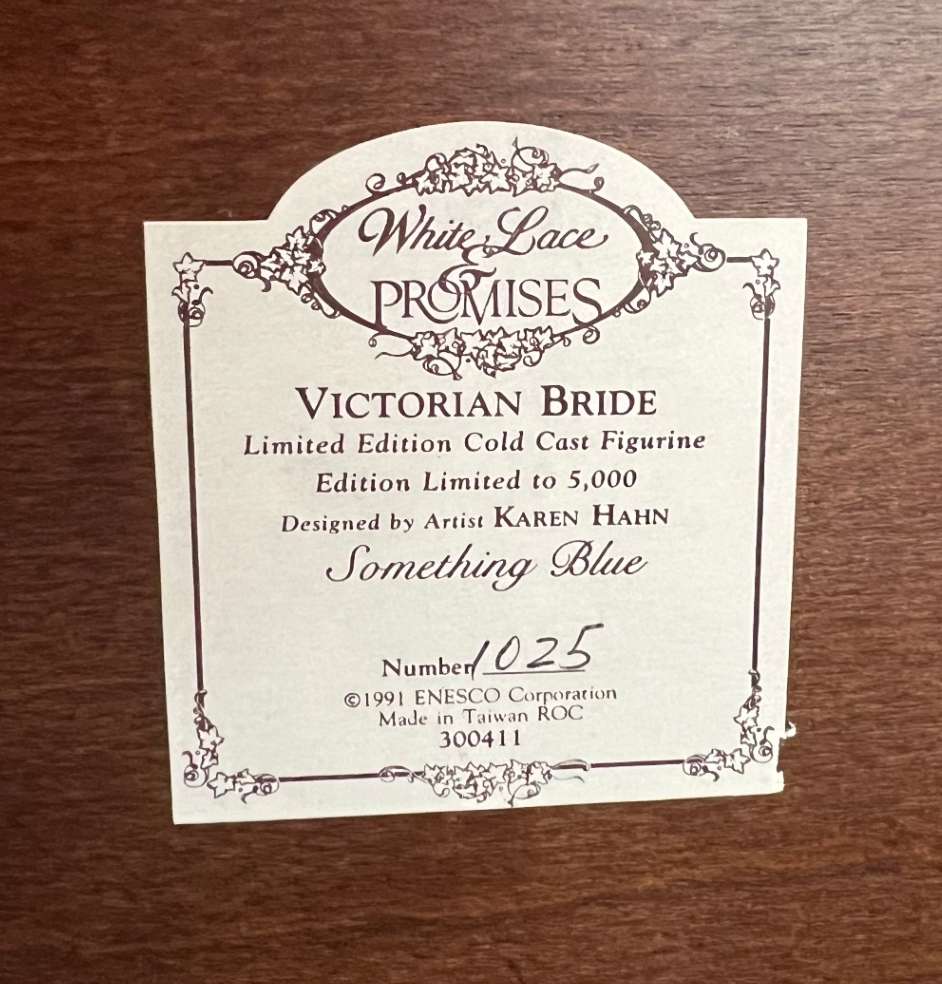 White Lace
&
PROMISES
VICTORIAN BRIDE
Limited Edition Cold Cast Figurine
Edition Limited to 5,000
Designed by Artist KAREN HAHN
Something Blue
Number 1025
©1991 ENESCO Corporation
Made in Taiwan ROC
300411